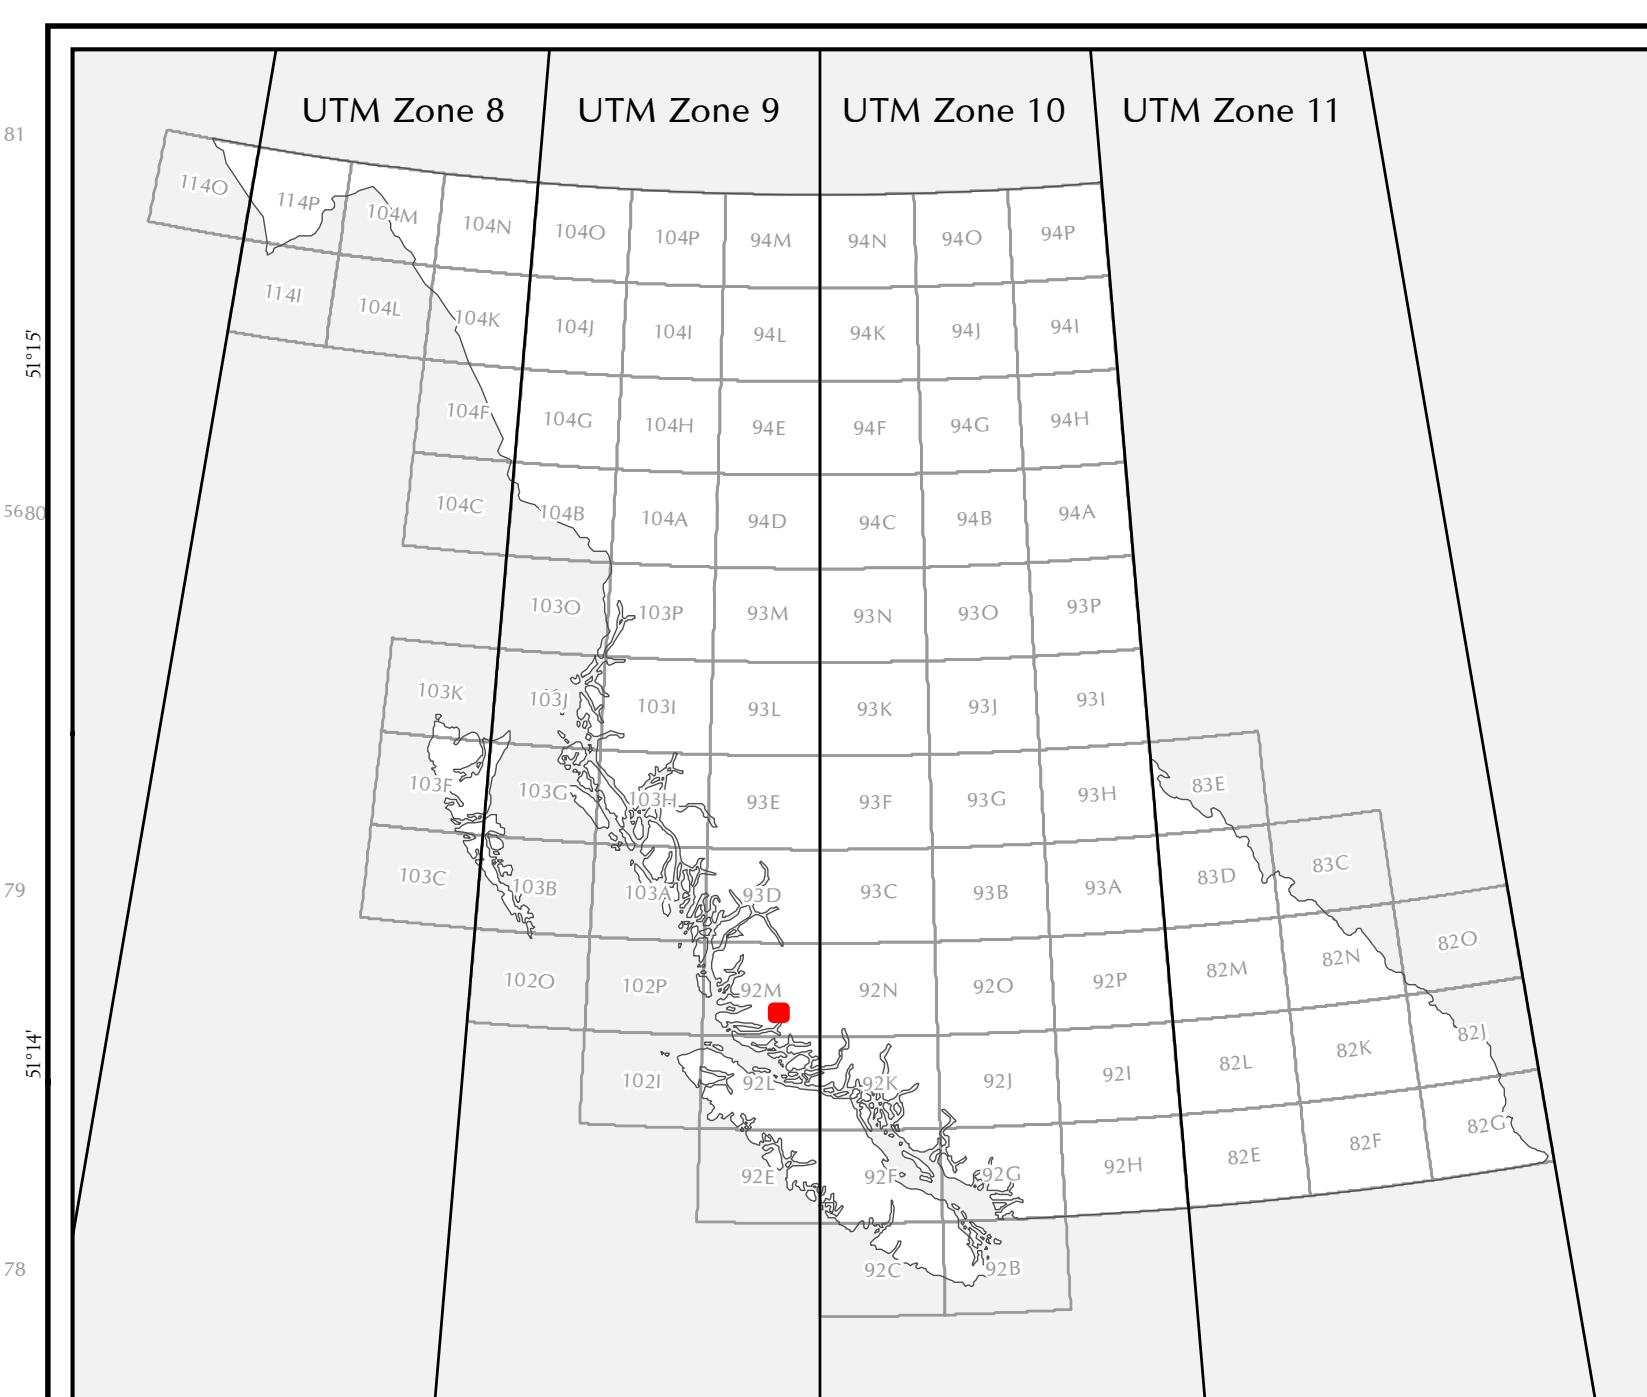 UTM Zone 8 UTM Zone 9 UTM Zone 10 UTM Zone 11
81
114O 114P 104M 104N 104O 104P 94M 94N 94O 94P
114I 104L 104K 104J 104I 94L 94K 94J 94I
51°15'
104F 104G 104H 94E 94F 94G 94H
5680
104C 104B 104A 94D 94C 94B 94A
103O 103P 93M 93N 93O 93P
103K 103J 103I 93L 93K 93J 93I
103F 103G 103H 93E 93F 93G 93H 83E
79
103C 103B 103A 93D 93C 93B 93A 83D 83C
102O 102P 92M 92N 92O 92P 82M 82N 82O
51°14'
102I 92L 92K 92J 92I 82L 82K 82J
92E 92F 92G 92H 82E 82F 82G
78
92C 92B